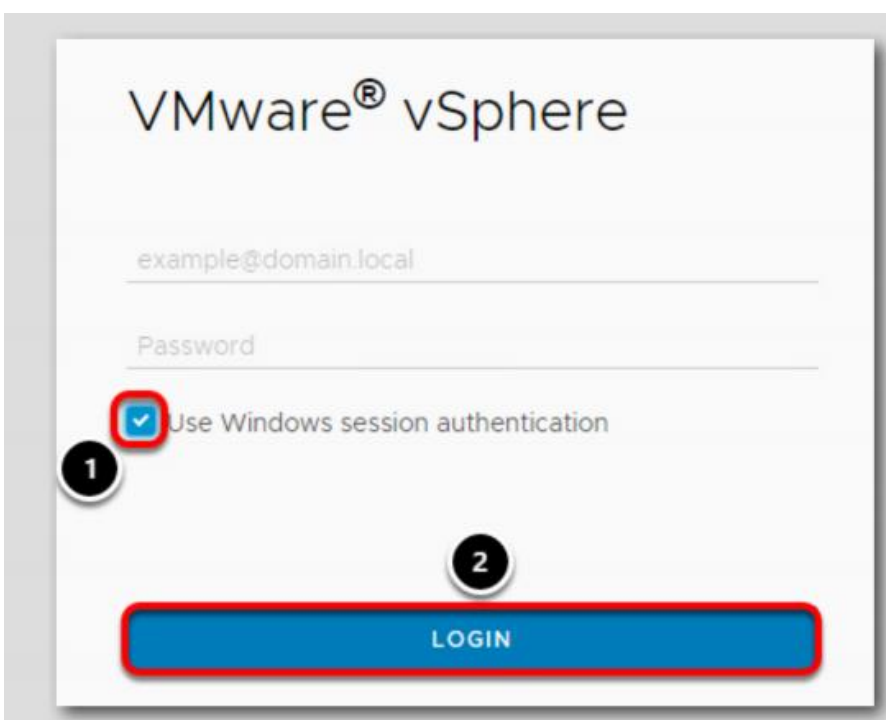 VMware® vSphere
example@domain.local
Password
Use Windows session authentication
1
2
LOGIN